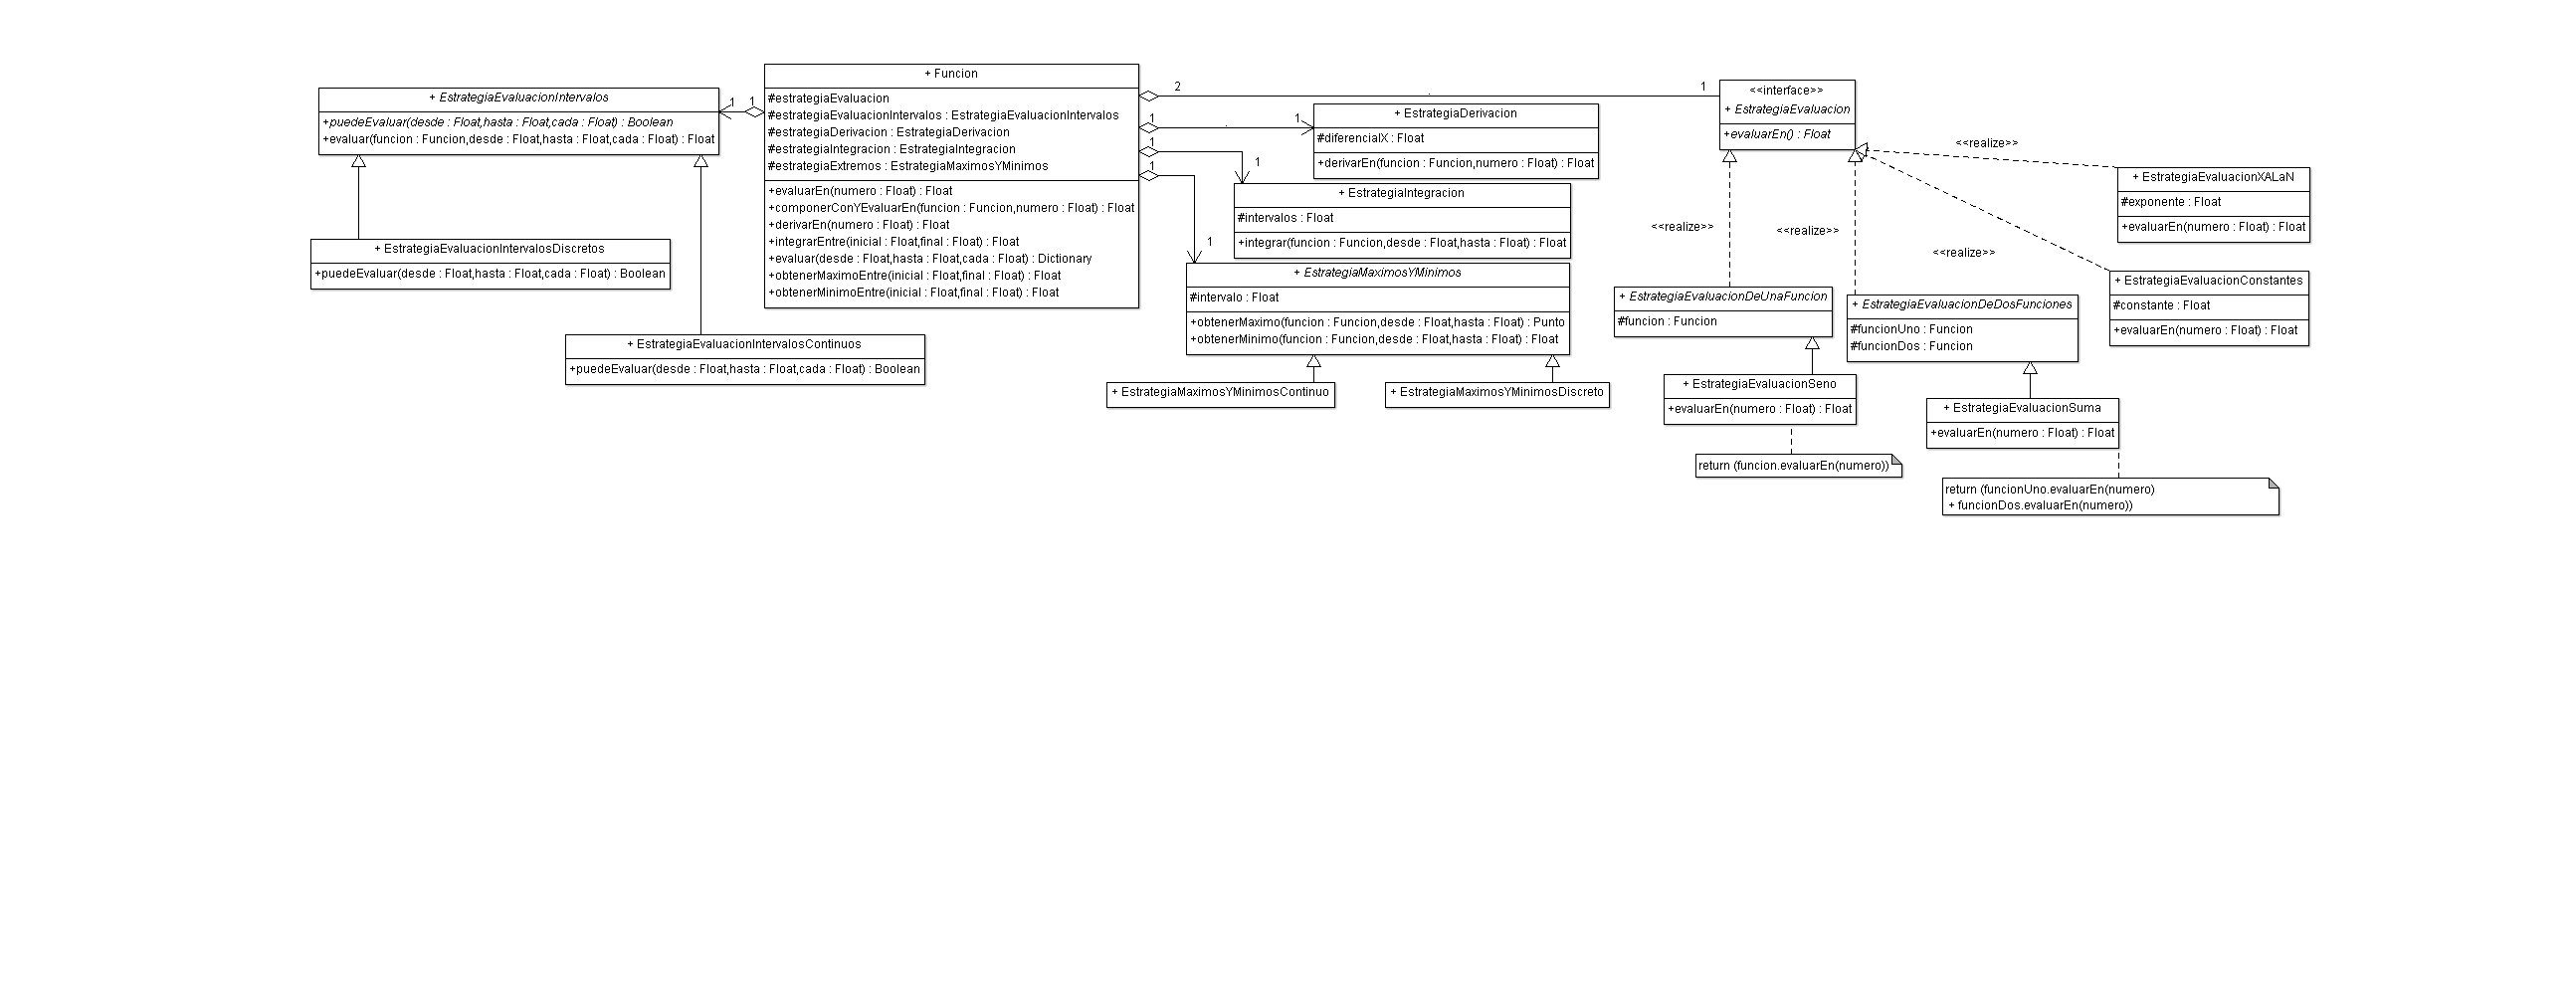 + EstrategiaEvaluacionIntervalos
+puedeEvaluar(desde : Float,hasta : Float,cada : Float) : Boolean
+evaluar(funcion : Funcion,desde : Float,hasta : Float,cada : Float) : Float
1
1
+ EstrategiaEvaluacionIntervalosDiscretos
+puedeEvaluar(desde : Float,hasta : Float,cada : Float) : Boolean
+ EstrategiaEvaluacionIntervalosContinuos
+puedeEvaluar(desde : Float,hasta : Float,cada : Float) : Boolean
+ Funcion
#estrategiaEvaluacion
#estrategiaEvaluacionIntervalos : EstrategiaEvaluacionIntervalos
#estrategiaDerivacion : EstrategiaDerivacion
#estrategiaIntegracion : EstrategiaIntegracion
#estrategiaExtremos : EstrategiaMaximosYMinimos
+evaluarEn(numero : Float) : Float
+componerConYEvaluarEn(funcion : Funcion,numero : Float) : Float
+derivarEn(numero : Float) : Float
+integrarEntre(inicial : Float,final : Float) : Float
+evaluar(desde : Float,hasta : Float,cada : Float) : Dictionary
+obtenerMaximoEntre(inicial : Float,final : Float) : Float
+obtenerMinimoEntre(inicial : Float,final : Float) : Float
2
1
1
1
1
1
1
1
+ EstrategiaDerivacion
#diferencialX : Float
+derivarEn(funcion : Funcion,numero : Float) : Float
+ EstrategiaIntegracion
#intervalos : Float
+integrar(funcion : Funcion,desde : Float,hasta : Float) : Float
+ EstrategiaMaximosYMinimos
#intervalo : Float
+obtenerMaximo(funcion : Funcion,desde : Float,hasta : Float) : Punto
+obtenerMinimo(funcion : Funcion,desde : Float,hasta : Float) : Float
+ EstrategiaMaximosYMinimosContinuo
+ EstrategiaMaximosYMinimosDiscreto
<<interface>>
+ EstrategiaEvaluacion
+evaluarEn() : Float
<<realize>>
<<realize>>
<<realize>>
<<realize>>
+ EstrategiaEvaluacionXALaN
#exponente : Float
+evaluarEn(numero : Float) : Float
+ EstrategiaEvaluacionConstantes
#constante : Float
+evaluarEn(numero : Float) : Float
+ EstrategiaEvaluacionDeUnaFuncion
#funcion : Funcion
+ EstrategiaEvaluacionDeDosFunciones
#funcionUno : Funcion
#funcionDos : Funcion
+ EstrategiaEvaluacionSeno
+evaluarEn(numero : Float) : Float
return (funcion.evaluarEn(numero))
+ EstrategiaEvaluacionSuma
+evaluarEn(numero : Float) : Float
return (funcionUno.evaluarEn(numero)
+ funcionDos.evaluarEn(numero))